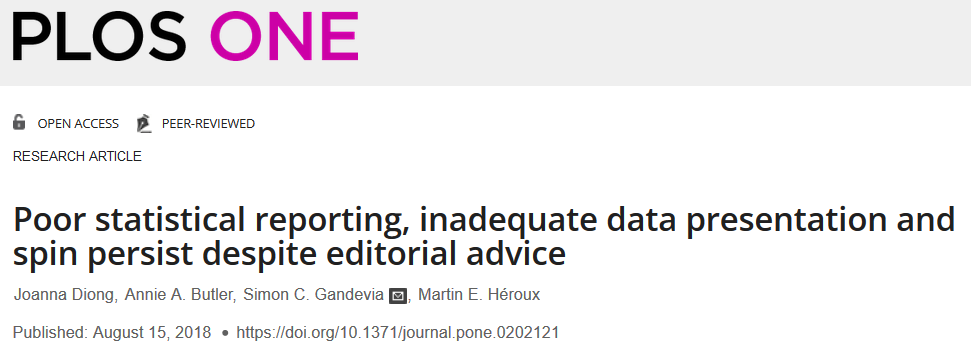 PLOS ONE
OPEN ACCESS PEER-REVIEWED
RESEARCH ARTICLE
Poor statistical reporting, inadequate data presentation and
spin persist despite editorial advice
Joanna Diong, Annie A. Butler, Simon C. Gandevia, Martin E. Héroux
Published: August 15, 2018 • https://doi.org/10.1371/journal.pone.0202121